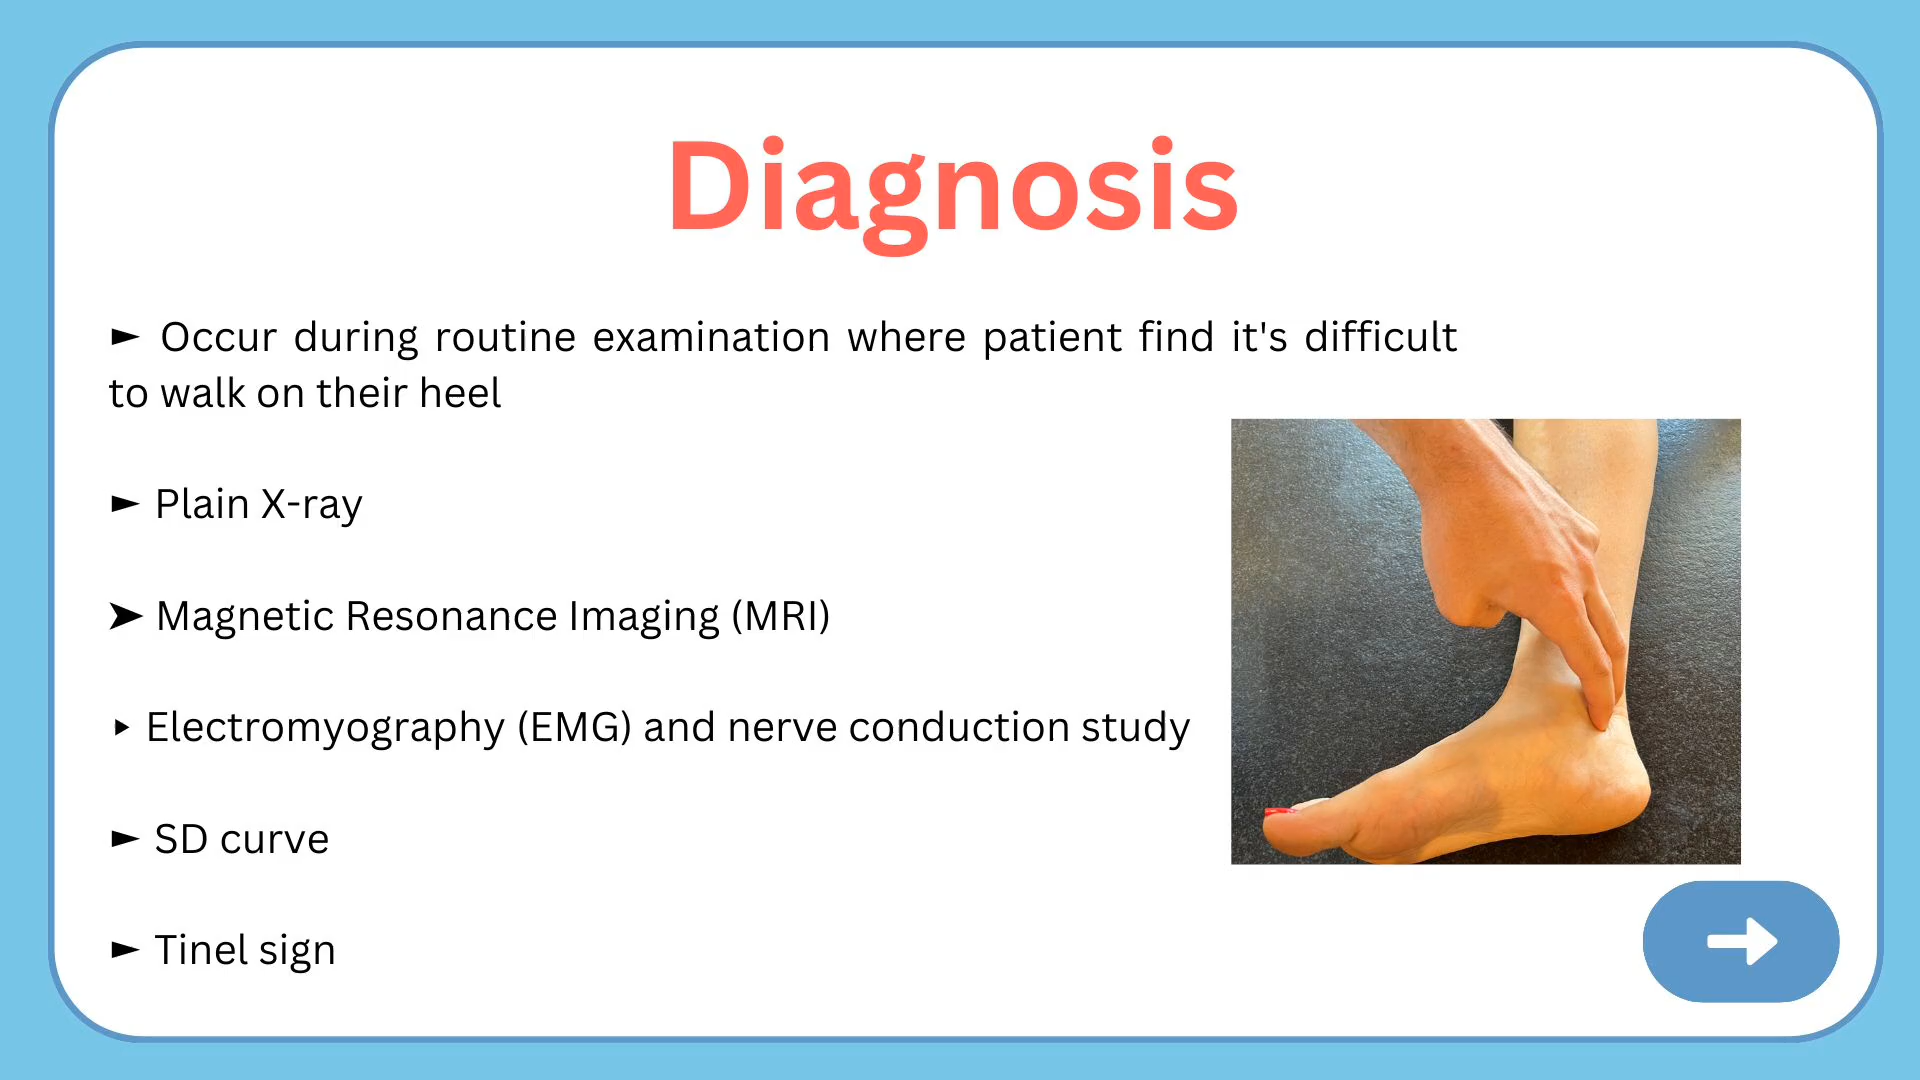 Diagnosis
► Occur during routine examination where patient find it's difficult
to walk on their heel
► Plain X-ray
➤ Magnetic Resonance Imaging (MRI)
‣ Electromyography (EMG) and nerve conduction study
► SD curve
► Tinel sign